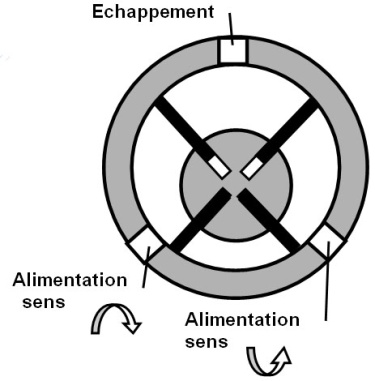 Echappement
Alimentation
sens
Alimentation
sens